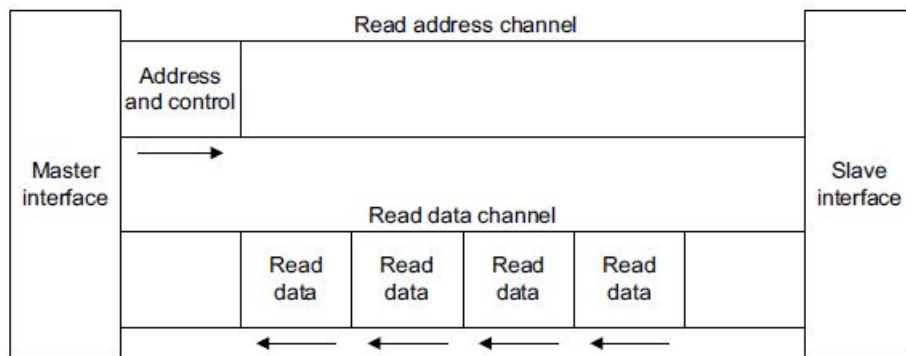 Read address channel
Address
and control
Master
interface
Slave
interface
Read data channel
Read
data
Read
data
Read
data
Read
data